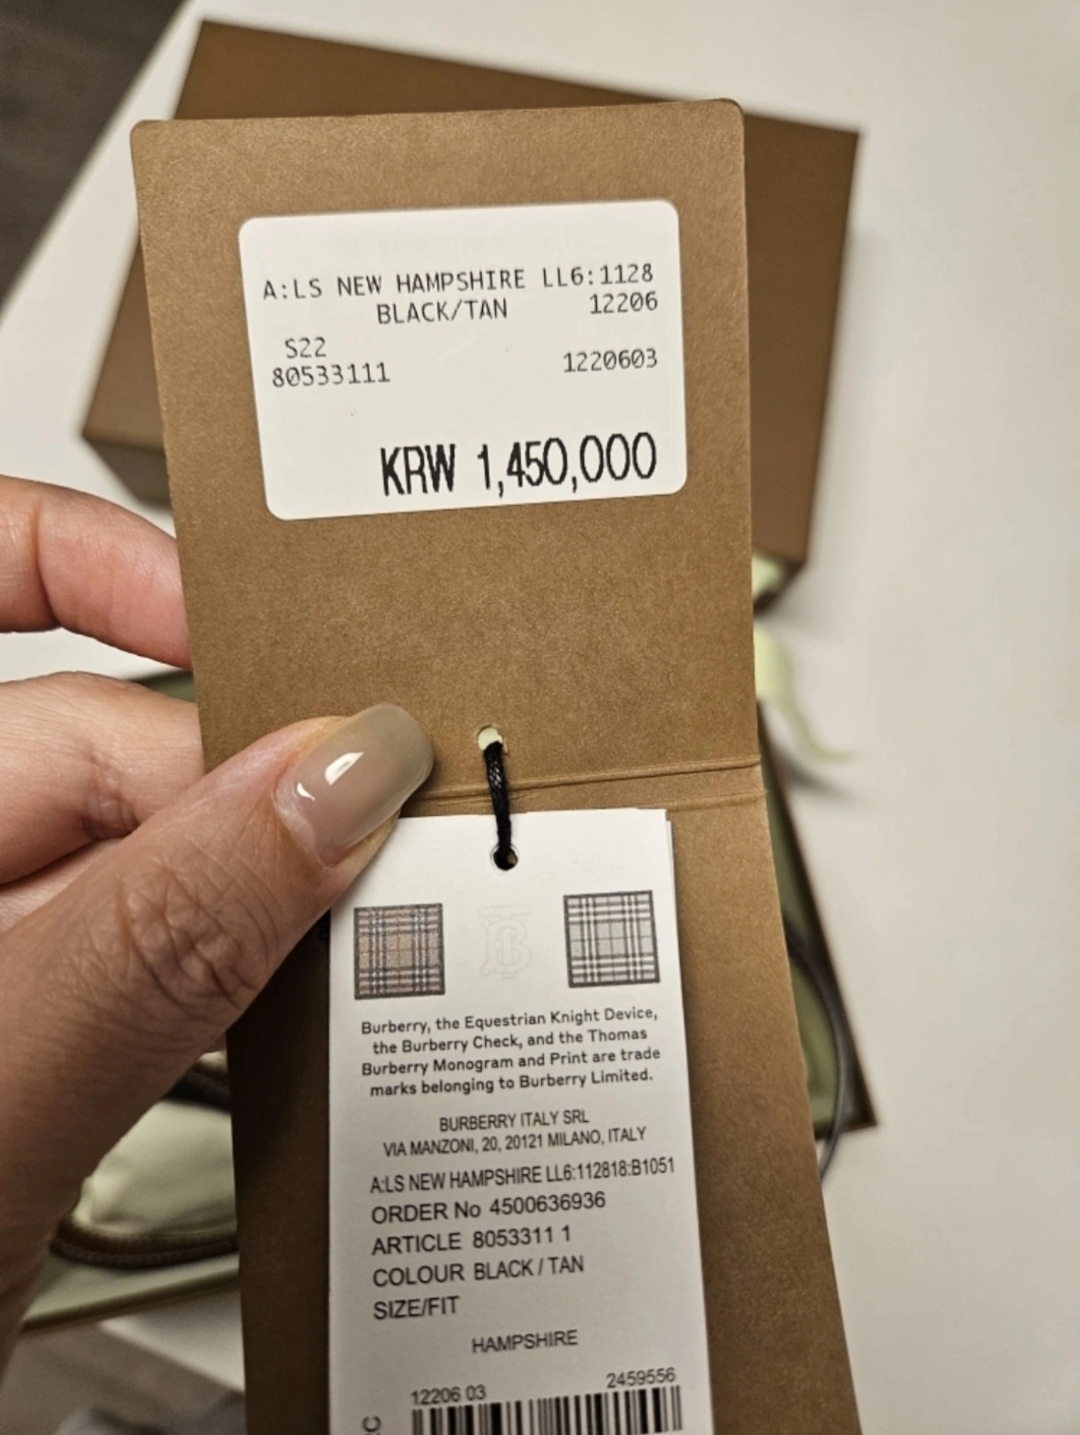 A:LS NEW HAMPSHIRE LL6:1128
BLACK/TAN 12206
S22
80533111 1220603
KRW 1,450,000
Burberry, the Equestrian Knight Device,
the Burberry Check, and the Thomas
Burberry Monogram and Print are trade
marks belonging to Burberry Limited.
BURBERRY ITALY SRL
VIA MANZONI, 20, 20121 MILANO, ITALY
A:LS NEW HAMPSHIRE LL6:112818:B1051
ORDER No 4500636936
ARTICLE 8053311 1
COLOUR BLACK / TAN
SIZE/FIT
HAMPSHIRE
12206 03 2459556